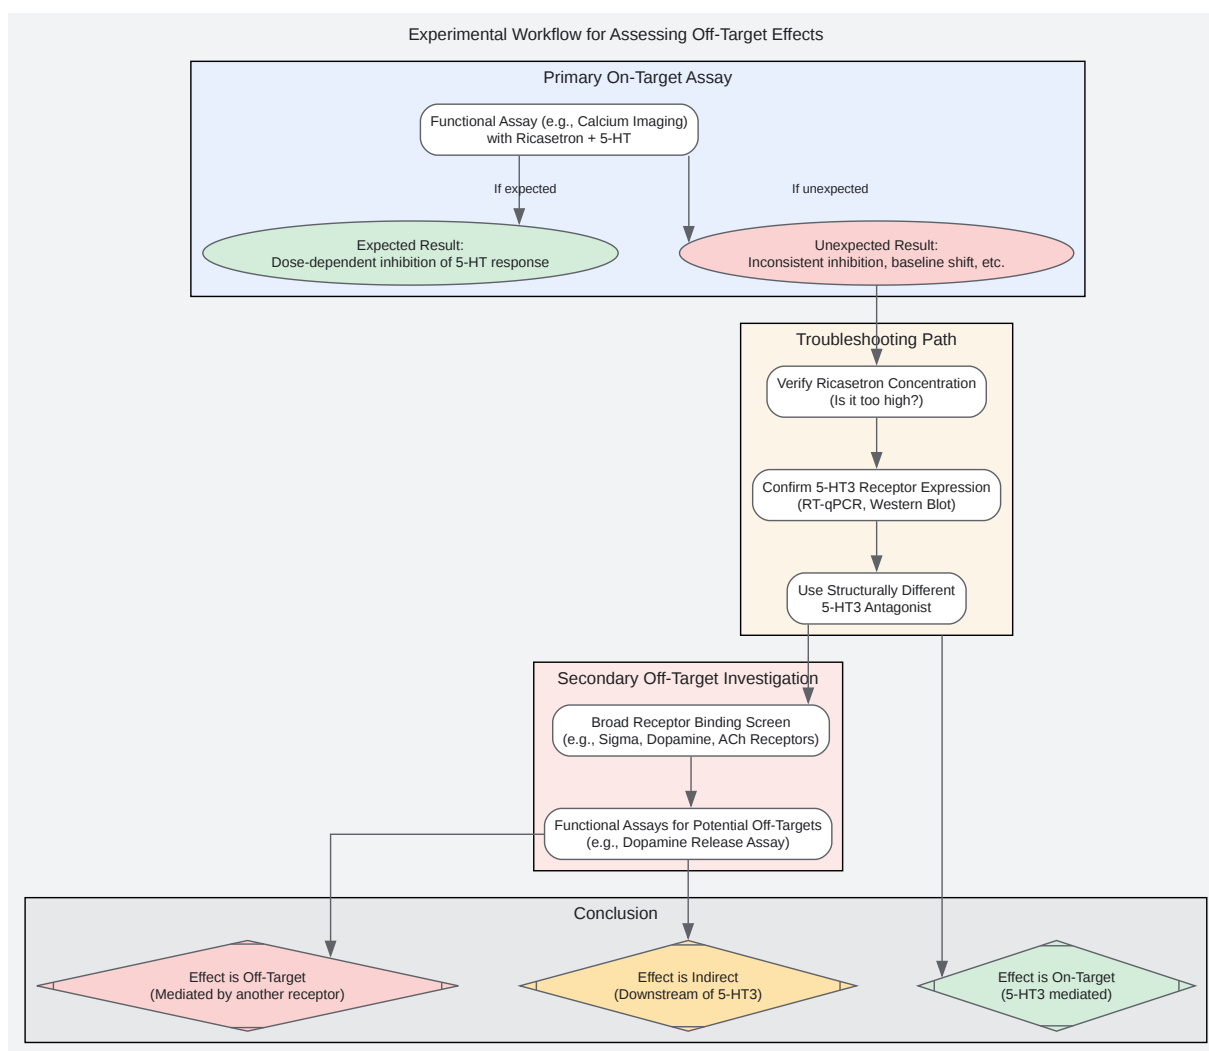 Experimental Workflow for Assessing Off-Target Effects
Primary On-Target Assay
Functional Assay (e.g., Calcium Imaging)
with Ricasetron + 5-HT
If expected
If unexpected
Expected Result:
Dose-dependent inhibition of 5-HT response
Unexpected Result:
Inconsistent inhibition, baseline shift, etc.
Troubleshooting Path
Verify Ricasetron Concentration
(Is it too high?)
Confirm 5-HT3 Receptor Expression
(RT-qPCR, Western Blot)
Use Structurally Different
5-HT3 Antagonist
Secondary Off-Target Investigation
Broad Receptor Binding Screen
(e.g., Sigma, Dopamine, ACh Receptors)
Functional Assays for Potential Off-Targets
(e.g., Dopamine Release Assay)
Conclusion
Effect is Off-Target
(Mediated by another receptor)
Effect is Indirect
(Downstream of 5-HT3)
Effect is On-Target
(5-HT3 mediated)